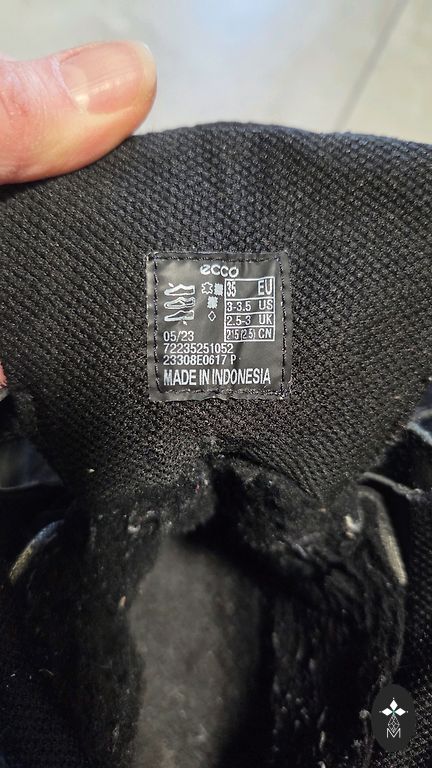 ecco
35 EU
3-3.5 US
2.5-3 UK
215 (2.5) CN
05/23
72235251052
23308E0617 P
MADE IN INDONESIA
M